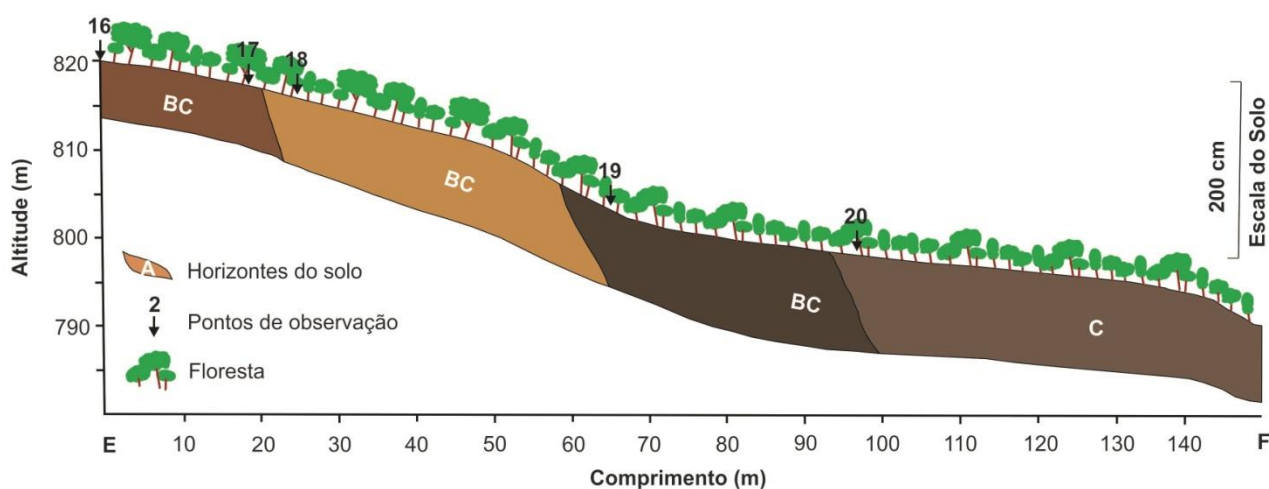 16
17
18
19
20
820
810
800
790
Altitude (m)
BC
BC
BC
C
200 cm
Escala do Solo
A
Horizontes do solo
2
Pontos de observação
Floresta
E
10
20
30
40
50
60
70
80
90
100
110
120
130
140
F
Comprimento (m)